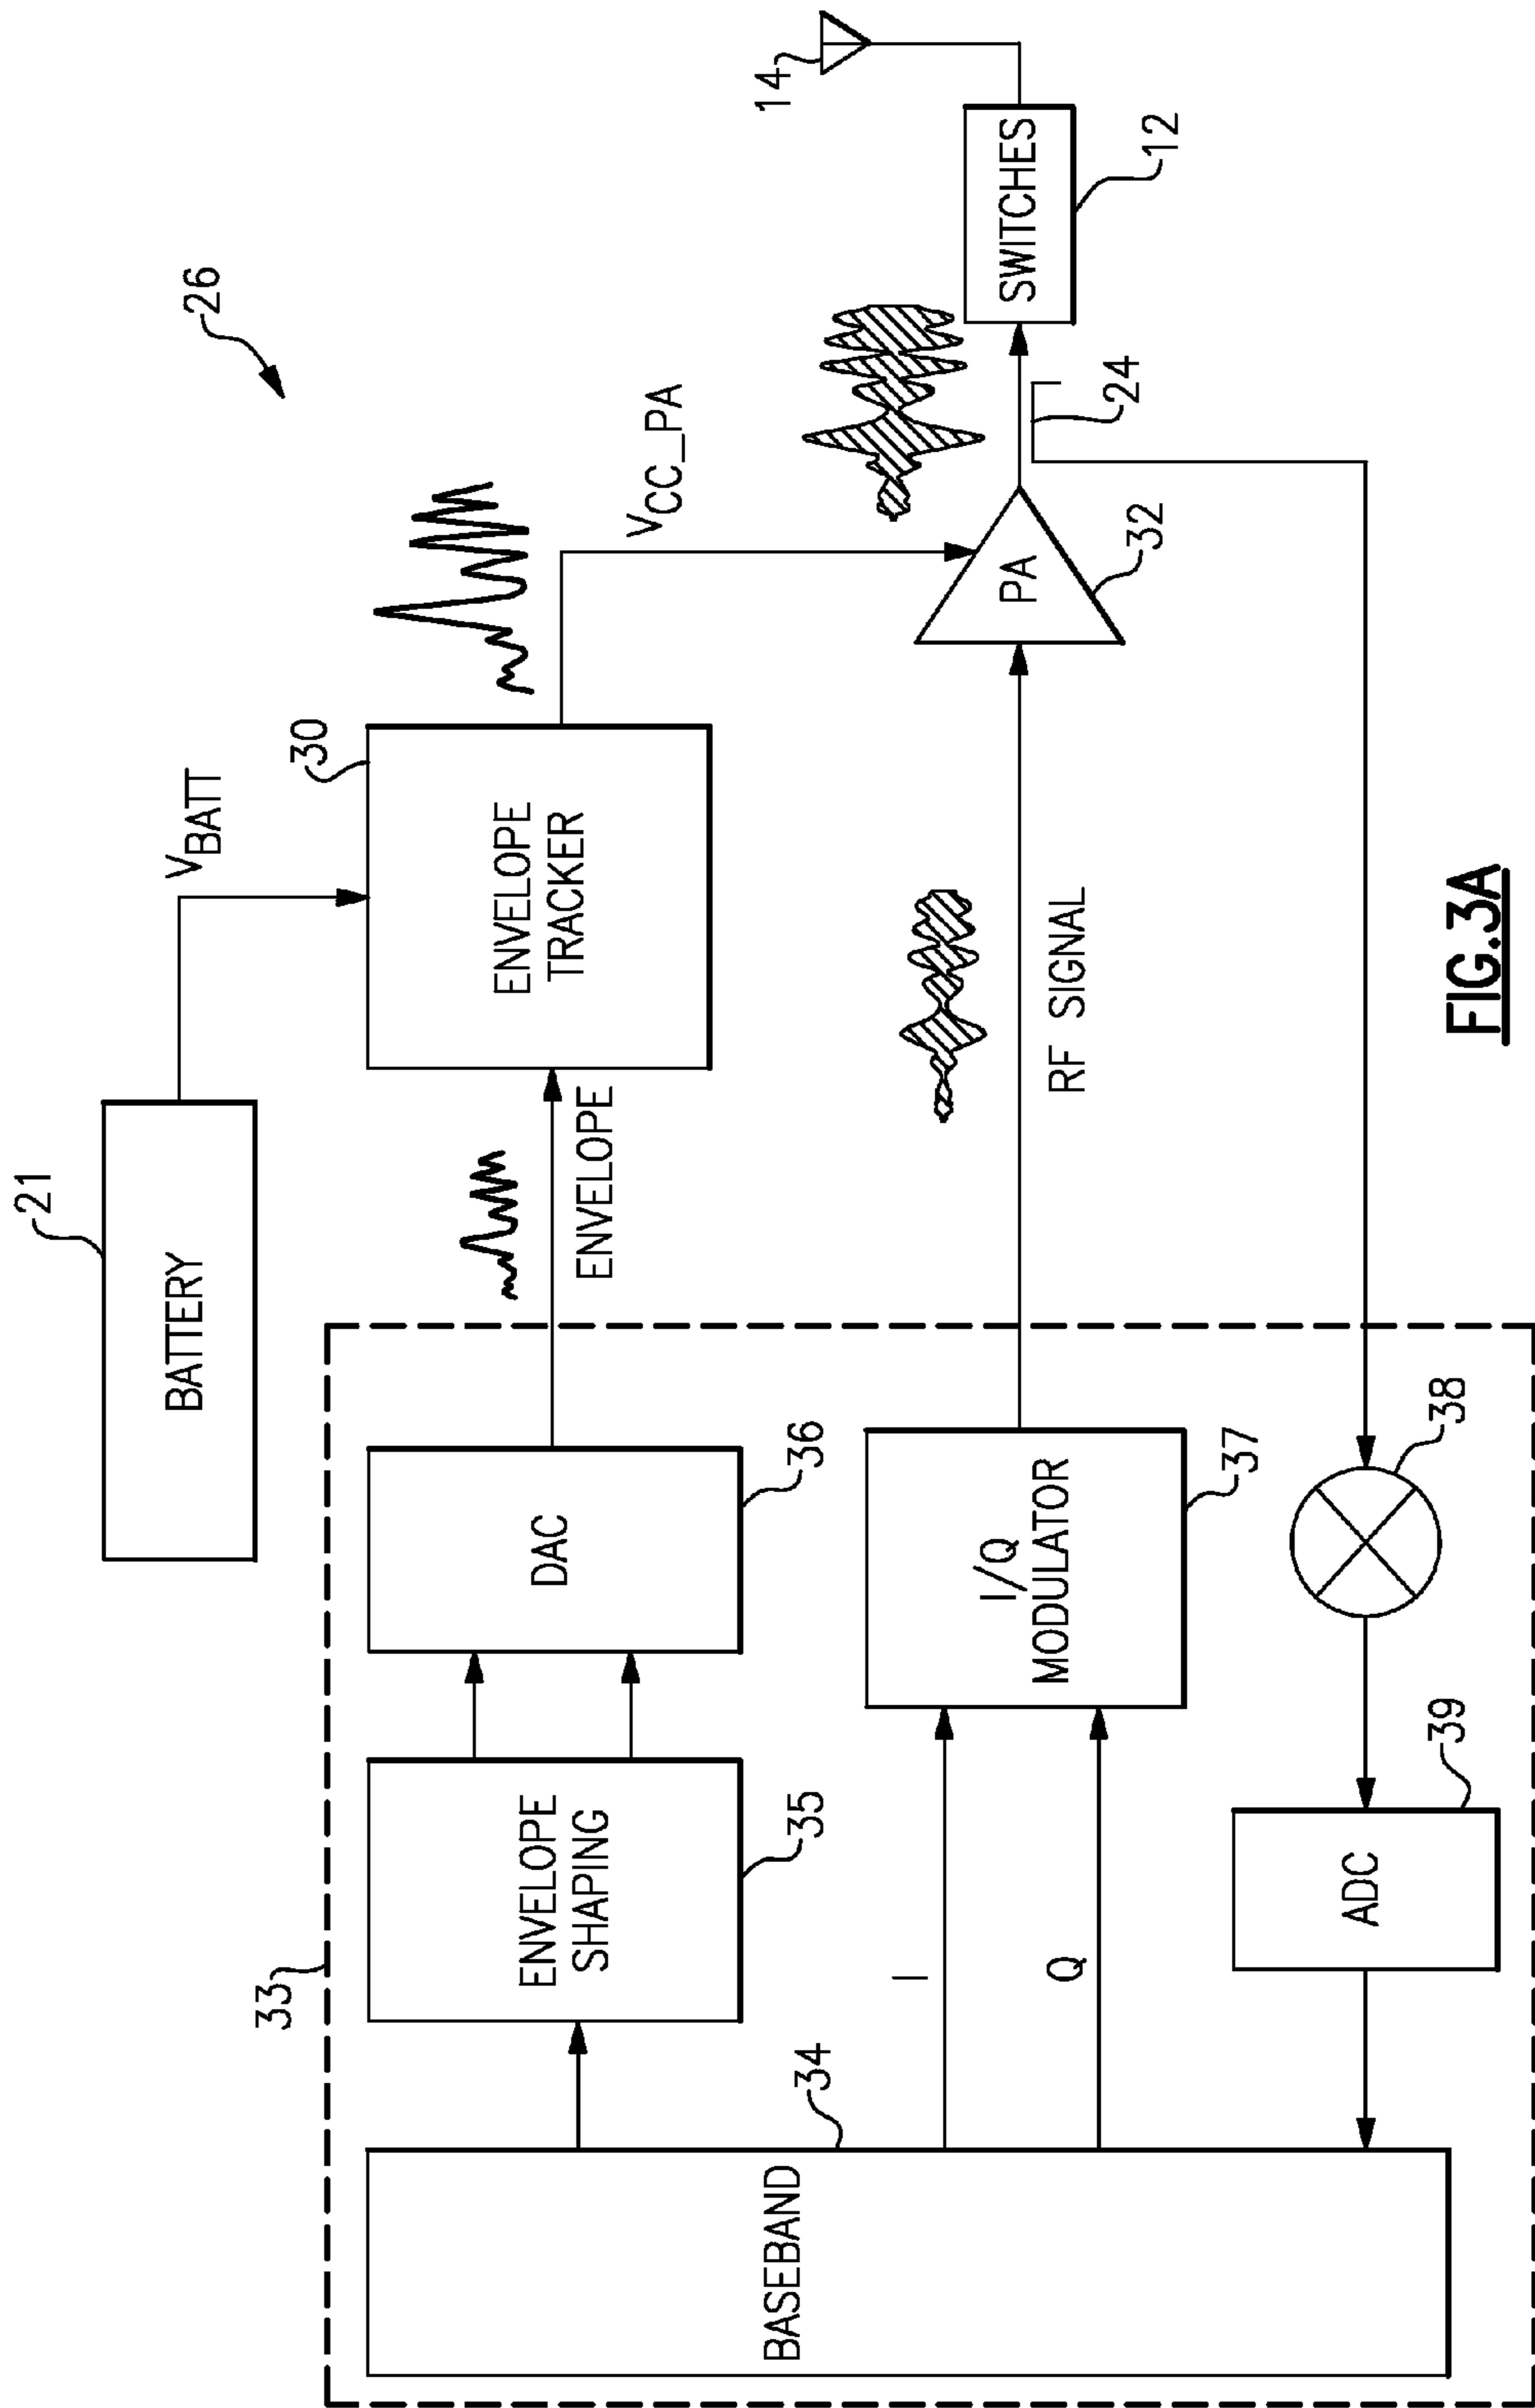 26
21
BATTERY
V_BATT
33
ENVELOPE
SHAPING
35
DAC
36
ENVELOPE
30
ENVELOPE
TRACKER
V_CC_PA
BASEBAND
34
I
Q
I/Q
MODULATOR
37
RF SIGNAL
PA
32
24
SWITCHES
12
14
ADC
39
38
FIG.3A